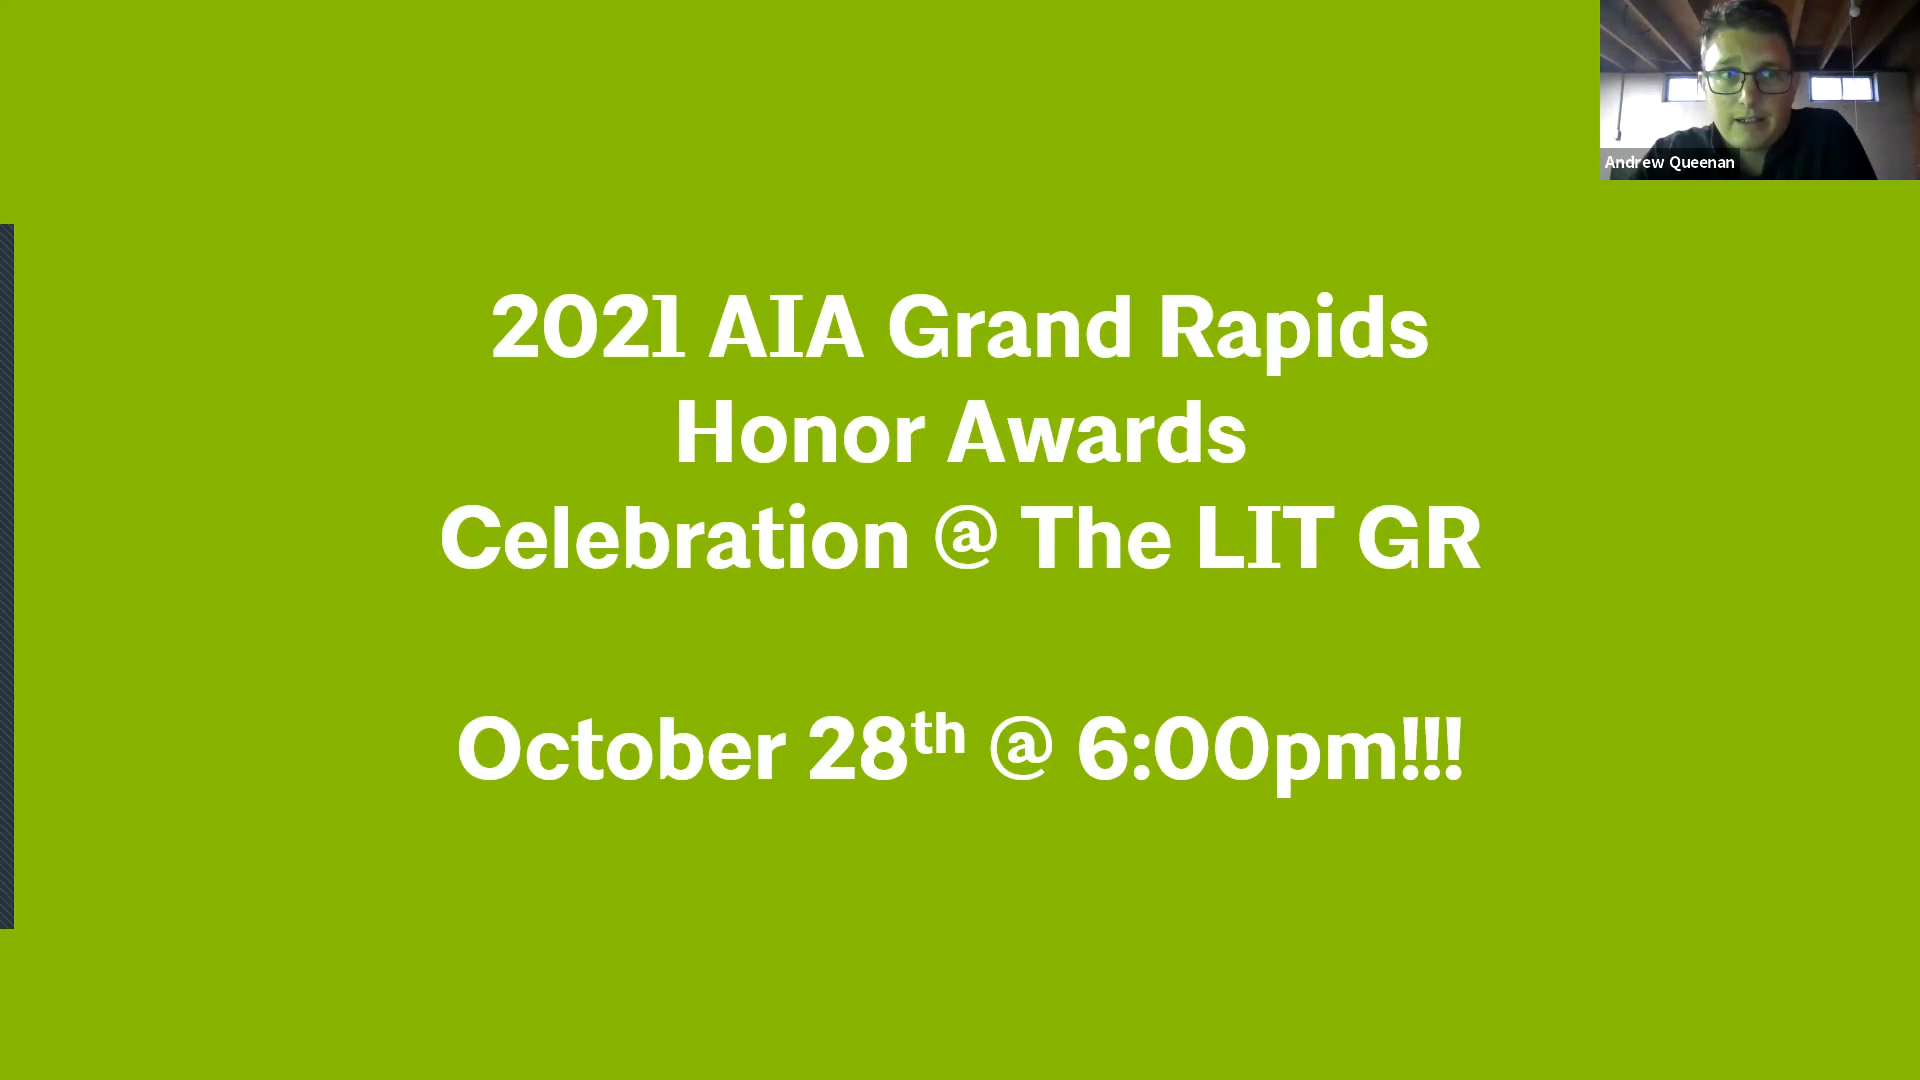 Andrew Queenan
2021 AIA Grand Rapids
Honor Awards
Celebration @ The LIT GR
October 28th @ 6:00pm!!!